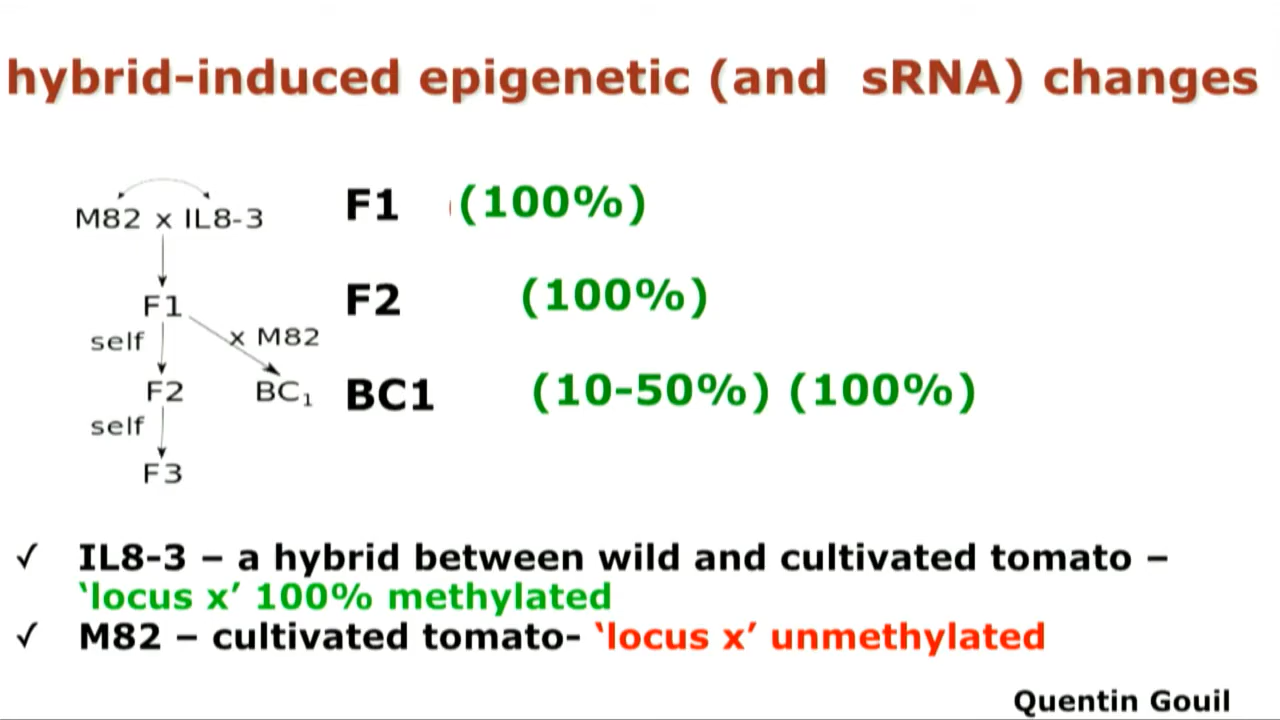 hybrid-induced epigenetic (and sRNA) changes
M82 x IL8-3
F1 (100%)
F1
F2 (100%)
self
x M82
F2
BC₁
BC1 (10-50%) (100%)
self
F3
✓ IL8-3 – a hybrid between wild and cultivated tomato –
‘locus x’ 100% methylated
✓ M82 – cultivated tomato- ‘locus x’ unmethylated
Quentin Gouil